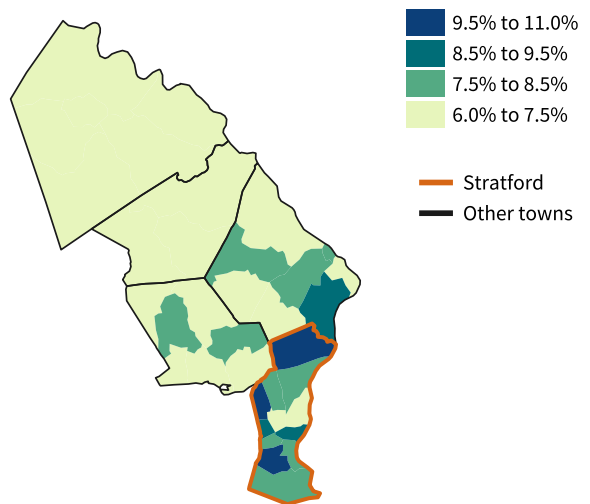 9.5% to 11.0%
8.5% to 9.5%
7.5% to 8.5%
6.0% to 7.5%
Stratford
Other towns